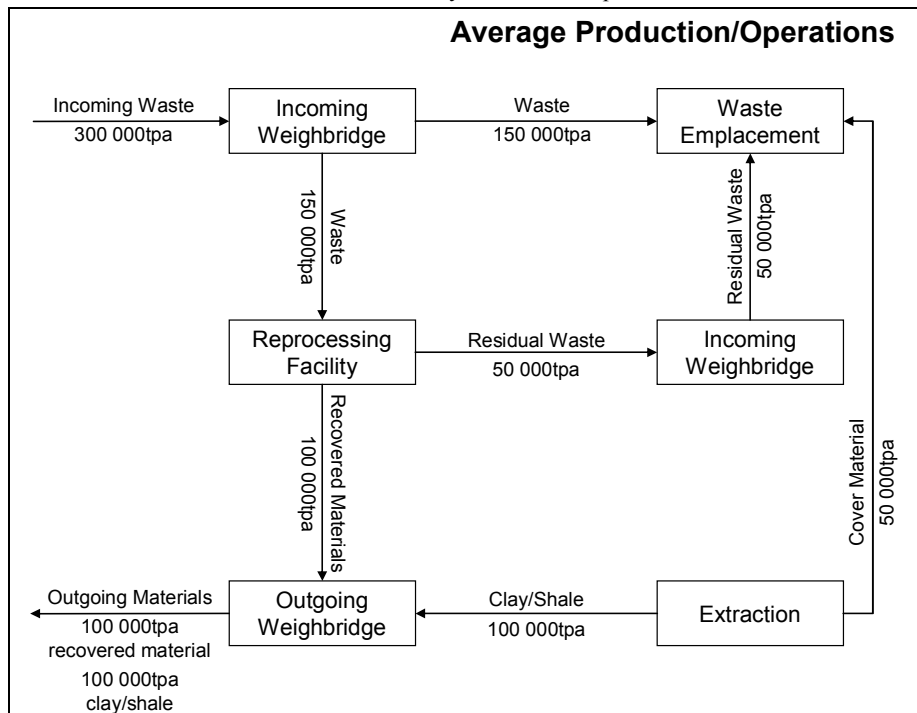 Average Production/Operations
Incoming Waste
300 000tpa
Incoming
Weighbridge
Waste
150 000tpa
Waste
Emplacement
Waste
150 000tpa
Residual Waste
50 000tpa
Reprocessing
Facility
Residual Waste
50 000tpa
Incoming
Weighbridge
Recovered Materials
100 000tpa
Cover Material
50 000tpa
Outgoing Materials
100 000tpa
recovered material
100 000tpa
clay/shale
Outgoing
Weighbridge
Clay/Shale
100 000tpa
Extraction